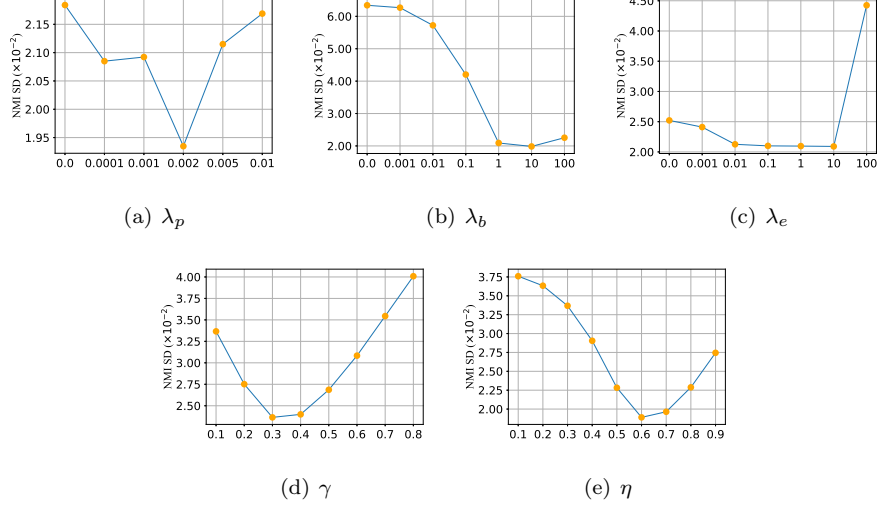 2.15
2.10
2.05
2.00
1.95
NMI SD (×10⁻²)
0.0 0.0001 0.001 0.002 0.005 0.01
(a) λ_p
6.00
5.00
4.00
3.00
2.00
NMI SD (×10⁻²)
0.0 0.001 0.01 0.1 1 10 100
(b) λ_b
4.50
4.00
3.50
3.00
2.50
2.00
NMI SD (×10⁻²)
0.0 0.001 0.01 0.1 1 10 100
(c) λ_e
4.00
3.75
3.50
3.25
3.00
2.75
2.50
NMI SD (×10⁻²)
0.1 0.2 0.3 0.4 0.5 0.6 0.7 0.8
(d) γ
3.75
3.50
3.25
3.00
2.75
2.50
2.25
2.00
NMI SD (×10⁻²)
0.1 0.2 0.3 0.4 0.5 0.6 0.7 0.8 0.9
(e) η